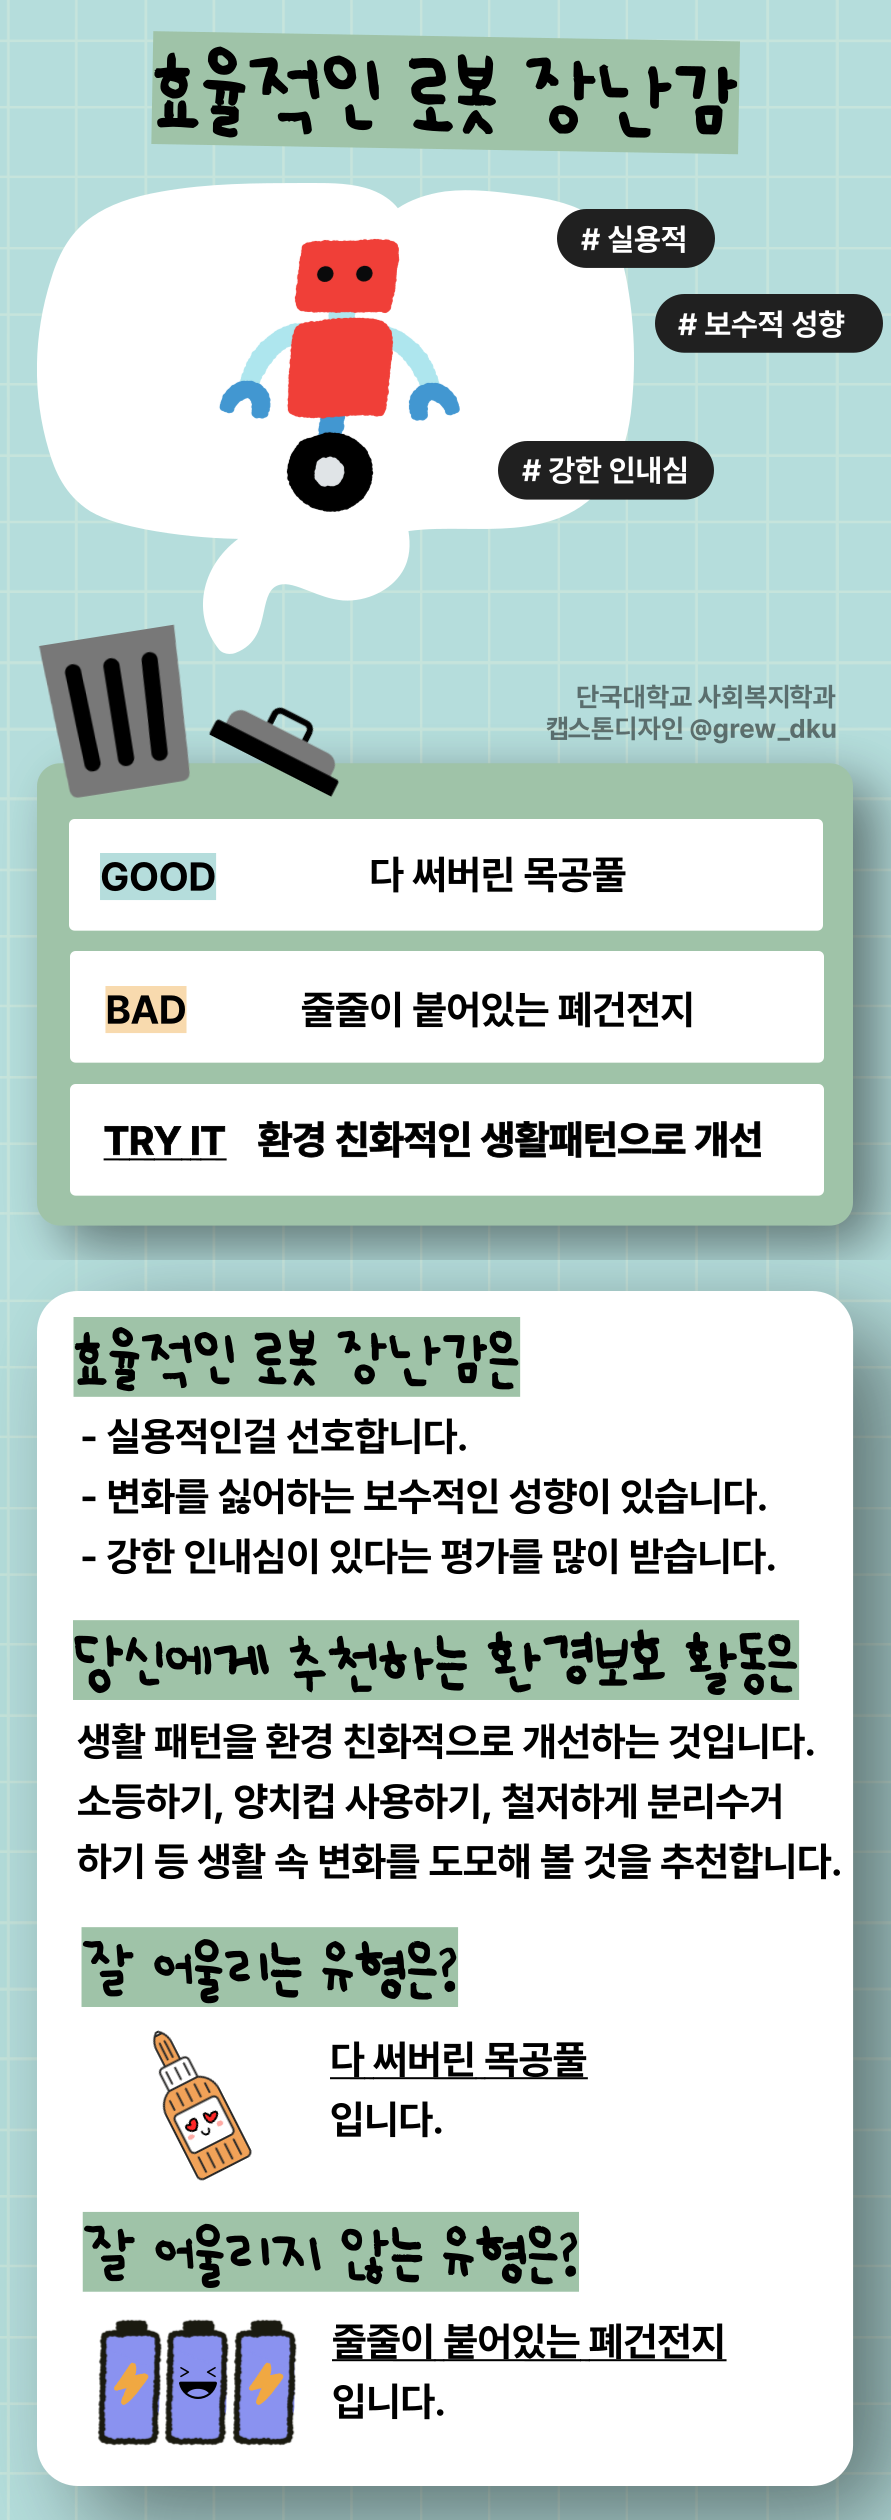 효율적인 로봇 장난감
# 실용적
# 보수적 성향
# 강한 인내심
단국대학교 사회복지학과
캡스톤디자인 @grew_dku
GOOD 다 써버린 목공풀
BAD 줄줄이 붙어있는 폐건전지
TRY IT 환경 친화적인 생활패턴으로 개선
효율적인 로봇 장난감은
- 실용적인걸 선호합니다.
- 변화를 싫어하는 보수적인 성향이 있습니다.
- 강한 인내심이 있다는 평가를 많이 받습니다.
당신에게 추천하는 환경보호 활동은
생활 패턴을 환경 친화적으로 개선하는 것입니다.
소등하기, 양치컵 사용하기, 철저하게 분리수거
하기 등 생활 속 변화를 도모해 볼 것을 추천합니다.
잘 어울리는 유형은?
다 써버린 목공풀
입니다.
잘 어울리지 않는 유형은?
줄줄이 붙어있는 폐건전지
입니다.